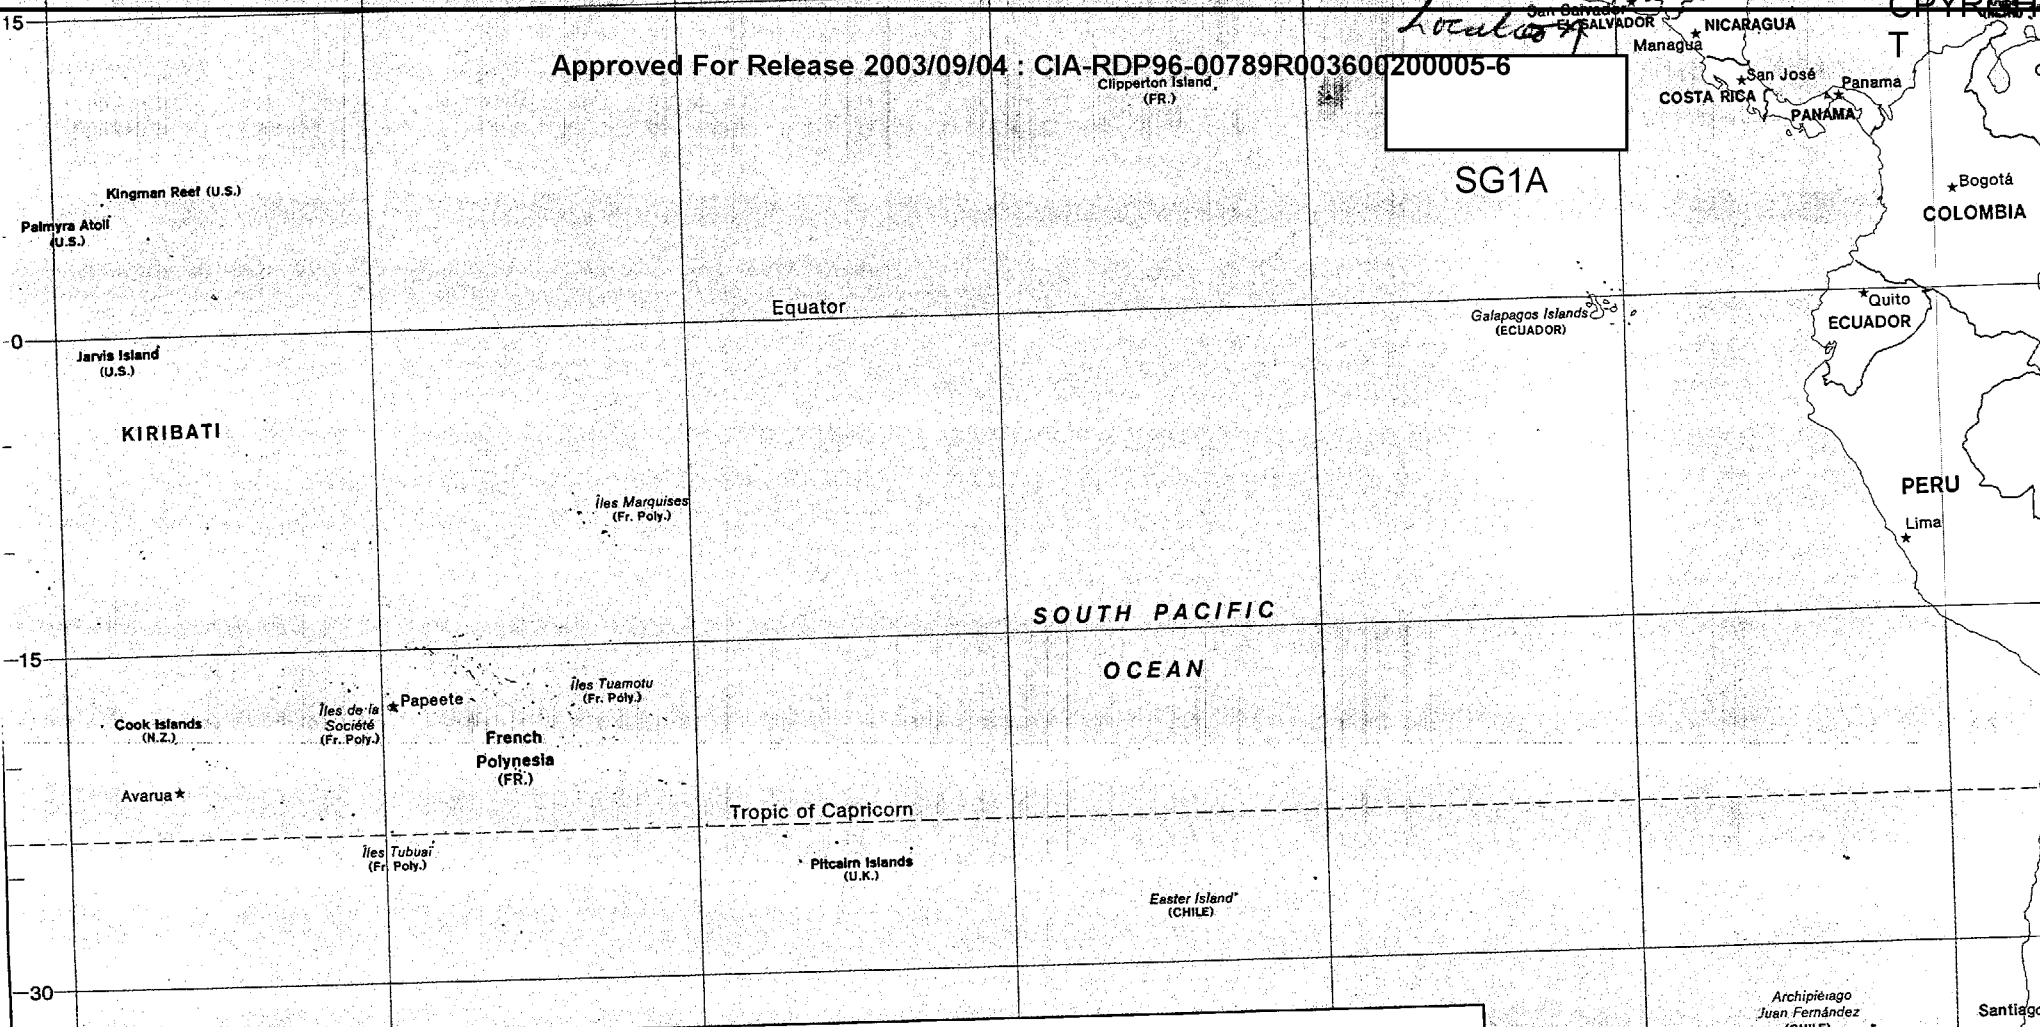 15
Location
San Salvador
EL SALVADOR
NICARAGUA
Managua
T
Approved For Release 2003/09/04 : CIA-RDP96-00789R003600200005-6
Clipperton Island
(FR.)
San José
COSTA RICA
Panama
PANAMA
SG1A
Kingman Reef (U.S.)
Palmyra Atoll
(U.S.)
Bogotá
COLOMBIA
Equator
Galapagos Islands
(ECUADOR)
Quito
ECUADOR
0
Jarvis Island
(U.S.)
KIRIBATI
Îles Marquises
(Fr. Poly.)
PERU
Lima
SOUTH PACIFIC
OCEAN
15
Îles Tuamotu
(Fr. Poly.)
Papeete
Îles de la
Société
(Fr. Poly.)
Cook Islands
(N.Z.)
French
Polynesia
(FR.)
Avarua
Tropic of Capricorn
Îles Tubuai
(Fr. Poly.)
Pitcairn Islands
(U.K.)
Easter Island
(CHILE)
30
Archipiélago
Juan Fernández
(CHILE)
Santiago